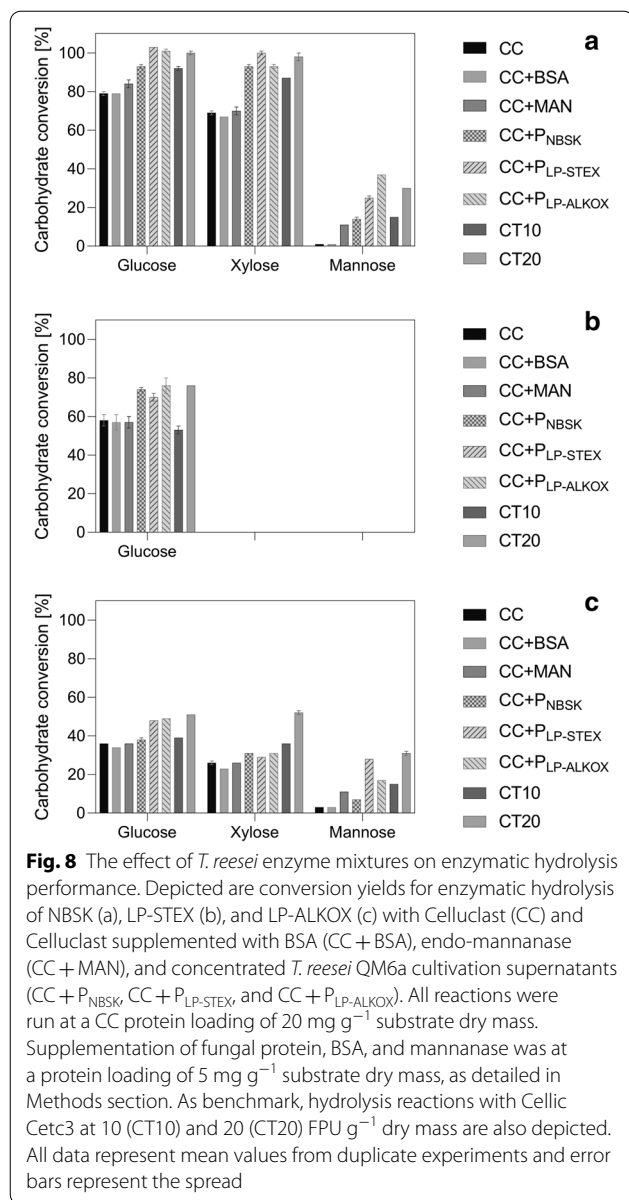 a
Carbohydrate conversion [%]
100
80
60
40
20
0
Glucose Xylose Mannose
CC
CC+BSA
CC+MAN
CC+P_NBSK
CC+P_LP-STEX
CC+P_LP-ALKOX
CT10
CT20
b
Carbohydrate conversion [%]
100
80
60
40
20
0
Glucose
CC
CC+BSA
CC+MAN
CC+P_NBSK
CC+P_LP-STEX
CC+P_LP-ALKOX
CT10
CT20
c
Carbohydrate conversion [%]
100
80
60
40
20
0
Glucose Xylose Mannose
CC
CC+BSA
CC+MAN
CC+P_NBSK
CC+P_LP-STEX
CC+P_LP-ALKOX
CT10
CT20
Fig. 8 The effect of T. reesei enzyme mixtures on enzymatic hydrolysis
performance. Depicted are conversion yields for enzymatic hydrolysis
of NBSK (a), LP-STEX (b), and LP-ALKOX (c) with Celluclast (CC) and
Celluclast supplemented with BSA (CC + BSA), endo-mannanase
(CC + MAN), and concentrated T. reesei QM6a cultivation supernatants
(CC + P_NBSK, CC + P_LP-STEX, and CC + P_LP-ALKOX). All reactions were
run at a CC protein loading of 20 mg g⁻¹ substrate dry mass.
Supplementation of fungal protein, BSA, and mannanase was at
a protein loading of 5 mg g⁻¹ substrate dry mass, as detailed in
Methods section. As benchmark, hydrolysis reactions with Cellic
Cetc3 at 10 (CT10) and 20 (CT20) FPU g⁻¹ dry mass are also depicted.
All data represent mean values from duplicate experiments and error
bars represent the spread